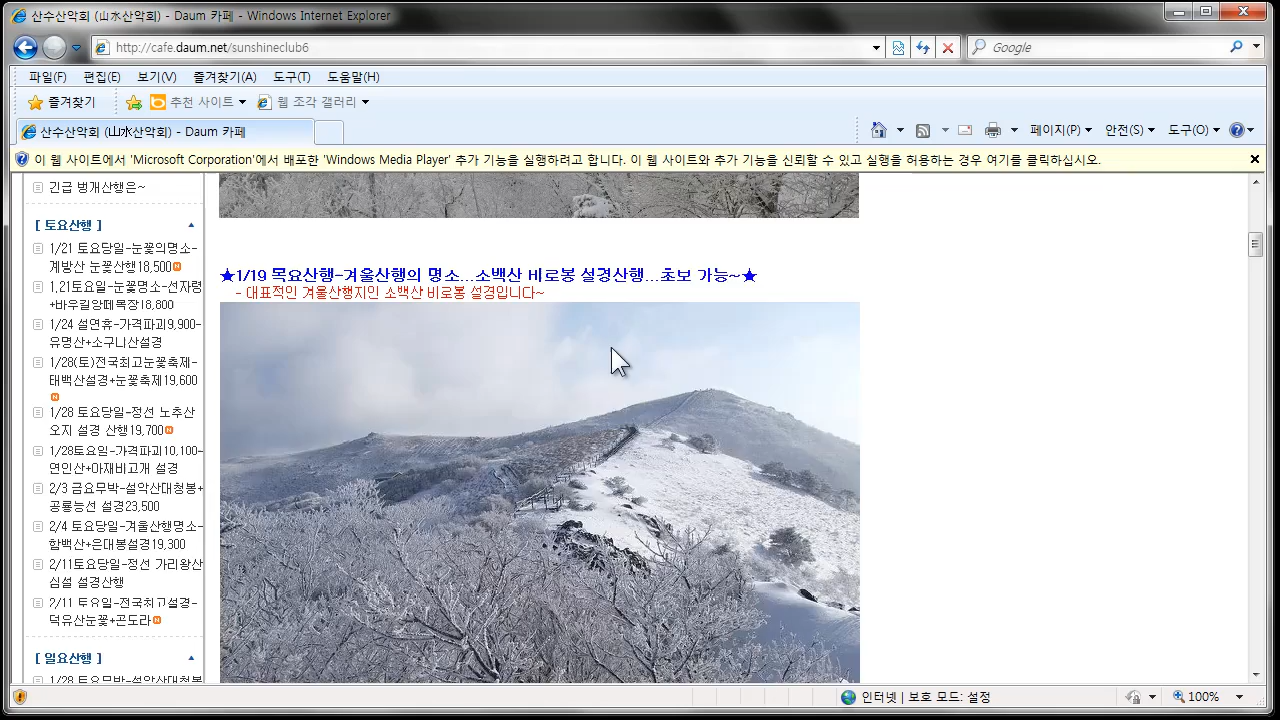 산수산악회 (山水산악회) - Daum 카페 - Windows Internet Explorer
http://cafe.daum.net/sunshineclub6
Google
파일(F) 편집(E) 보기(V) 즐겨찾기(A) 도구(T) 도움말(H)
즐겨찾기 추천 사이트 웹 조각 갤러리
산수산악회 (山水산악회) - Daum 카페
페이지(P) 안전(S) 도구(O)
이 웹 사이트에서 'Microsoft Corporation'에서 배포한 'Windows Media Player' 추가 기능을 실행하려고 합니다. 이 웹 사이트와 추가 기능을 신뢰할 수 있고 실행을 허용하는 경우 여기를 클릭하십시오.
긴급 벙개산행은~
[ 토요산행 ]
1/21 토요당일-눈꽃의명소-
계방산 눈꽃산행18,500
1,21토요일-눈꽃명소-선자령
+바우길양떼목장18,800
1/24 설연휴-가격파괴9,900-
유명산+소구니산설경
1/28(토)전국최고눈꽃축제-
태백산설경+눈꽃축제19,600
1/28 토요당일-정선 노추산
오지 설경 산행19,700
1/28토요일-가격파괴10,100-
연인산+아재비고개 설경
2/3 금요무박-설악산대청봉+
공룡능선 설경23,500
2/4 토요당일-겨울산행명소-
함백산+은대봉설경19,300
2/11토요당일-정선 가리왕산
심설 설경산행
2/11 토요일-전국최고설경-
덕유산눈꽃+곤도라
[ 일요산행 ]
1/28 토요무박-설악산대청봉
★1/19 목요산행-겨울산행의 명소...소백산 비로봉 설경산행...초보 가능~★
- 대표적인 겨울산행지인 소백산 비로봉 설경입니다~
인터넷 | 보호 모드: 설정
100%